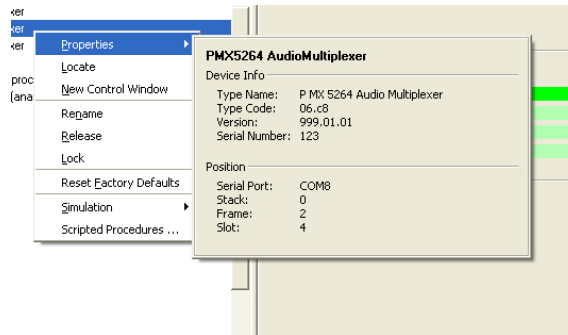 Properties
Locate
New Control Window
Rename
Release
Lock
Reset Factory Defaults
Simulation
Scripted Procedures ...
PMX5264 AudioMultiplexer
Device Info
Type Name: P MX 5264 Audio Multiplexer
Type Code: 06.c8
Version: 999.01.01
Serial Number: 123
Position
Serial Port: COM8
Stack: 0
Frame: 2
Slot: 4
xer
xer
xer
proc
(ana